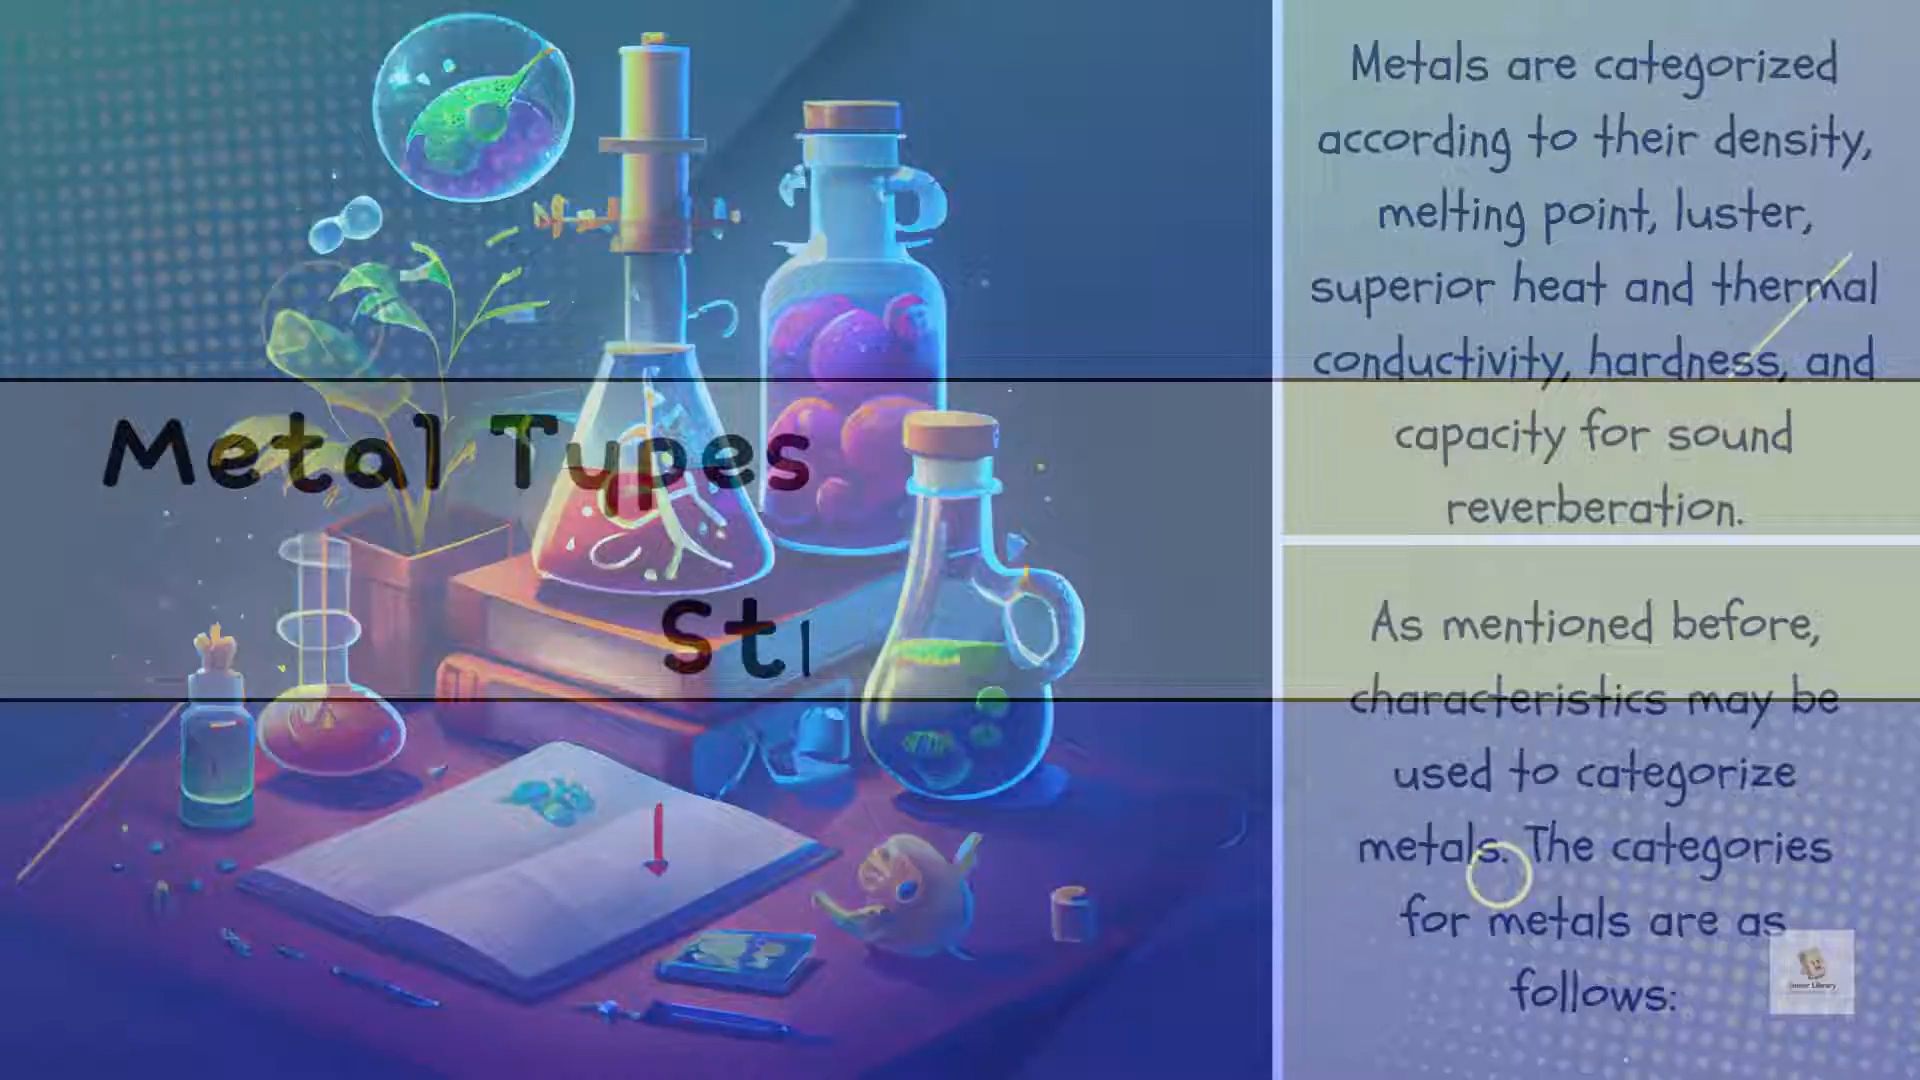 Metal Types
St
Metals are categorized
according to their density,
melting point, luster,
superior heat and thermal
conductivity, hardness, and
capacity for sound
reverberation.
As mentioned before,
characteristics may be
used to categorize
metals. The categories
for metals are as
follows:
Junior Library